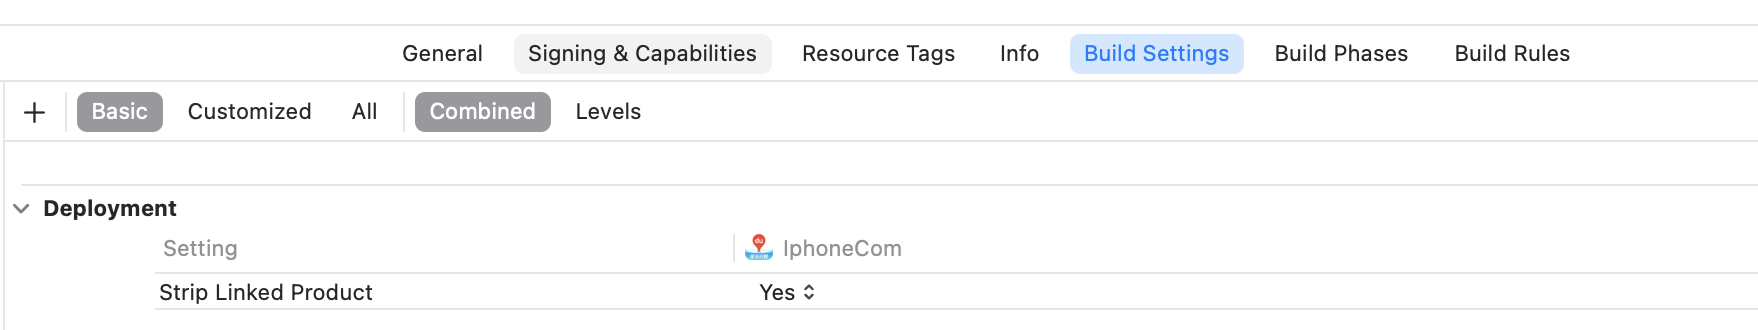 General Signing & Capabilities Resource Tags Info Build Settings Build Phases Build Rules
+ Basic Customized All Combined Levels
Deployment
Setting du IphoneCom
Strip Linked Product Yes